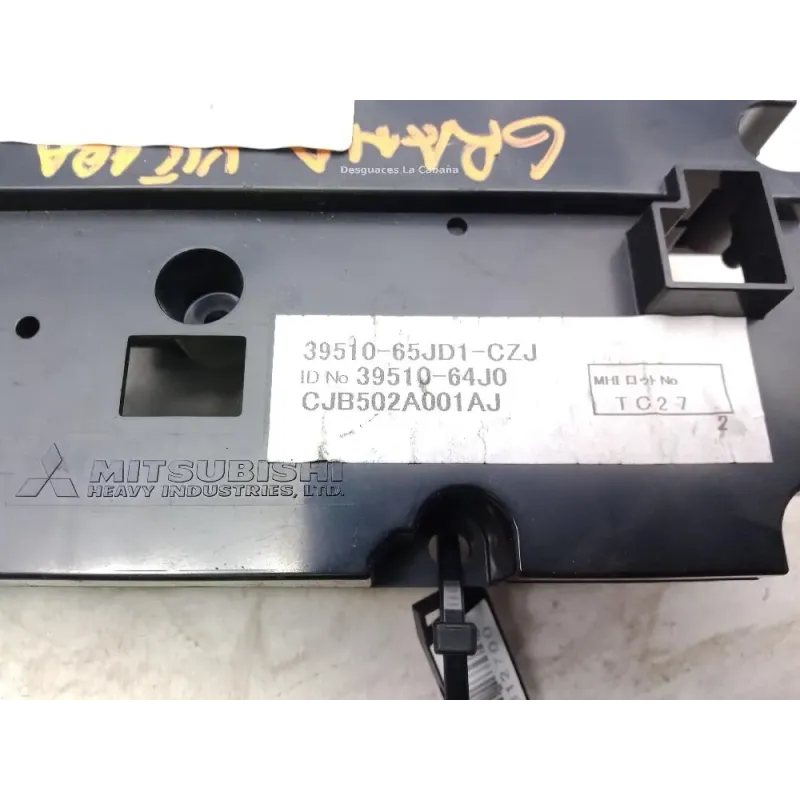 GRAND VITARA
Desguaces La Cabaña
39510-65JD1-CZJ
ID No 39510-64J0
CJB502A001AJ
MHI ロット No
TC27
2
MITSUBISHI
HEAVY INDUSTRIES, LTD.